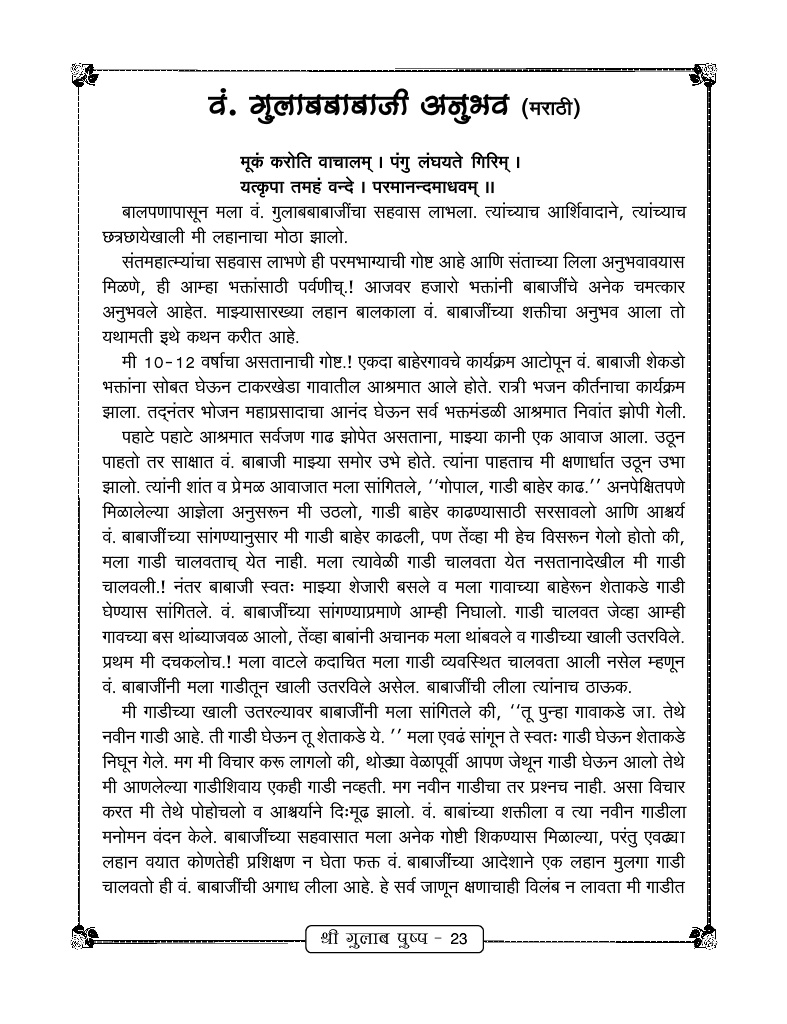 वं. गुलाबबाबाजी अनुभव (मराठी)
मूकं करोति वाचालम् । पंगु लंघयते गिरिम् ।
यत्कृपा तमहं वन्दे । परमानन्दमाधवम् ॥
बालपणापासून मला वं. गुलाबबाबाजींचा सहवास लाभला. त्यांच्याच आर्शिवादाने, त्यांच्याच
छत्रछायेखाली मी लहानाचा मोठा झालो.
संतमहात्म्यांचा सहवास लाभणे ही परमभाग्याची गोष्ट आहे आणि संताच्या लिला अनुभवावयास
मिळणे, ही आम्हा भक्तांसाठी पर्वणीच्.! आजवर हजारो भक्तांनी बाबाजींचे अनेक चमत्कार
अनुभवले आहेत. माझ्यासारख्या लहान बालकाला वं. बाबाजींच्या शक्तीचा अनुभव आला तो
यथामती इथे कथन करीत आहे.
मी 10-12 वर्षाचा असतानाची गोष्ट.! एकदा बाहेरगावचे कार्यक्रम आटोपून वं. बाबाजी शेकडो
भक्तांना सोबत घेऊन टाकरखेडा गावातील आश्रमात आले होते. रात्री भजन कीर्तनाचा कार्यक्रम
झाला. तद्नंतर भोजन महाप्रसादाचा आनंद घेऊन सर्व भक्तमंडळी आश्रमात निवांत झोपी गेली.
पहाटे पहाटे आश्रमात सर्वजण गाढ झोपेत असताना, माझ्या कानी एक आवाज आला. उठून
पाहतो तर साक्षात वं. बाबाजी माझ्या समोर उभे होते. त्यांना पाहताच मी क्षणार्धात उठून उभा
झालो. त्यांनी शांत व प्रेमळ आवाजात मला सांगितले, ‘‘गोपाल, गाडी बाहेर काढ.’’ अनपेक्षितपणे
मिळालेल्या आज्ञेला अनुसरून मी उठलो, गाडी बाहेर काढण्यासाठी सरसावलो आणि आश्चर्य
वं. बाबाजींच्या सांगण्यानुसार मी गाडी बाहेर काढली, पण तेंव्हा मी हेच विसरून गेलो होतो की,
मला गाडी चालवताच् येत नाही. मला त्यावेळी गाडी चालवता येत नसतानादेखील मी गाडी
चालवली.! नंतर बाबाजी स्वतः माझ्या शेजारी बसले व मला गावाच्या बाहेरून शेताकडे गाडी
घेण्यास सांगितले. वं. बाबाजींच्या सांगण्याप्रमाणे आम्ही निघालो. गाडी चालवत जेव्हा आम्ही
गावच्या बस थांब्याजवळ आलो, तेंव्हा बाबांनी अचानक मला थांबवले व गाडीच्या खाली उतरविले.
प्रथम मी दचकलोच.! मला वाटले कदाचित मला गाडी व्यवस्थित चालवता आली नसेल म्हणून
वं. बाबाजींनी मला गाडीतून खाली उतरविले असेल. बाबाजींची लीला त्यांनाच ठाऊक.
मी गाडीच्या खाली उतरल्यावर बाबाजींनी मला सांगितले की, ‘‘तू पुन्हा गावाकडे जा. तेथे
नवीन गाडी आहे. ती गाडी घेऊन तू शेताकडे ये. ’’ मला एवढं सांगून ते स्वतः गाडी घेऊन शेताकडे
निघून गेले. मग मी विचार करू लागलो की, थोड्या वेळापूर्वी आपण जेथून गाडी घेऊन आलो तेथे
मी आणलेल्या गाडीशिवाय एकही गाडी नव्हती. मग नवीन गाडीचा तर प्रश्नच नाही. असा विचार
करत मी तेथे पोहोचलो व आश्चर्याने दिःमूढ झालो. वं. बाबांच्या शक्तीला व त्या नवीन गाडीला
मनोमन वंदन केले. बाबाजींच्या सहवासात मला अनेक गोष्टी शिकण्यास मिळाल्या, परंतु एवढ्या
लहान वयात कोणतेही प्रशिक्षण न घेता फक्त वं. बाबाजींच्या आदेशाने एक लहान मुलगा गाडी
चालवतो ही वं. बाबाजींची अगाध लीला आहे. हे सर्व जाणून क्षणाचाही विलंब न लावता मी गाडीत
श्री गुलाब पुष्प - 23